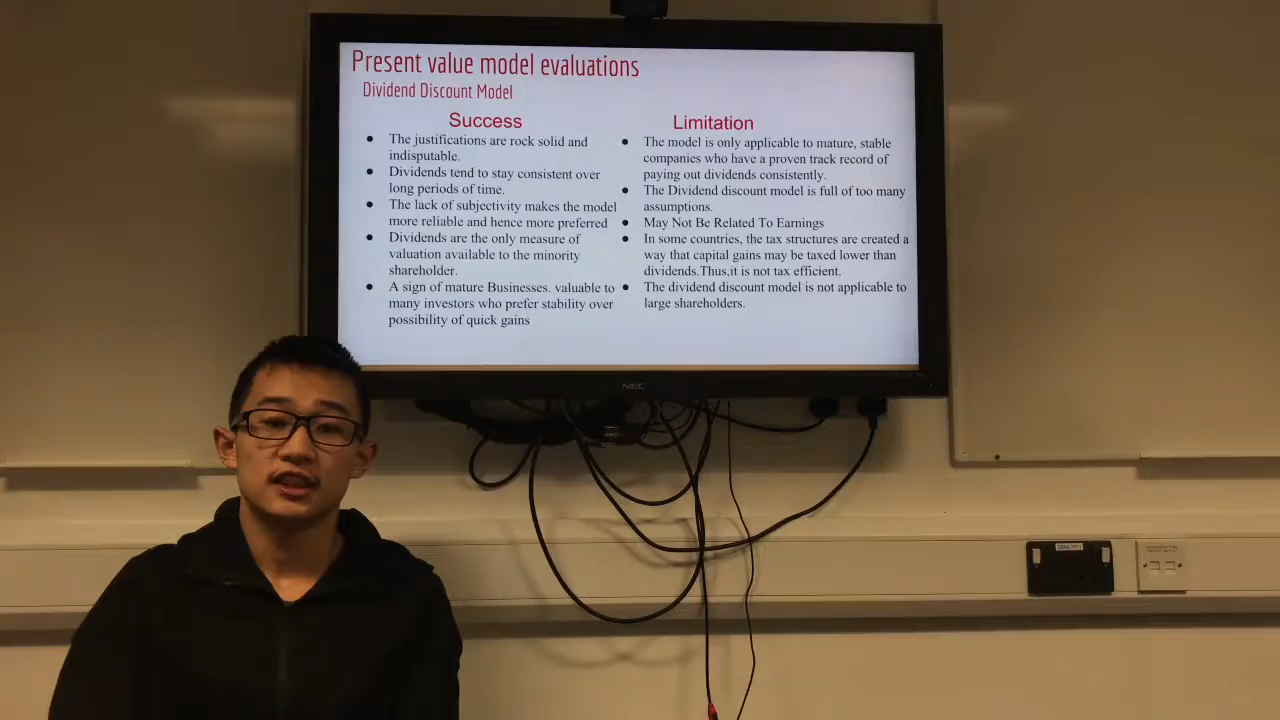 Present value model evaluations
Dividend Discount Model
Success
The justifications are rock solid and
indisputable.
Dividends tend to stay consistent over
long periods of time.
The lack of subjectivity makes the model
more reliable and hence more preferred
Dividends are the only measure of
valuation available to the minority
shareholder.
A sign of mature Businesses. valuable to
many investors who prefer stability over
possibility of quick gains
Limitation
The model is only applicable to mature, stable
companies who have a proven track record of
paying out dividends consistently.
The Dividend discount model is full of too many
assumptions.
May Not Be Related To Earnings
In some countries, the tax structures are created a
way that capital gains may be taxed lower than
dividends.Thus,it is not tax efficient.
The dividend discount model is not applicable to
large shareholders.
NEC